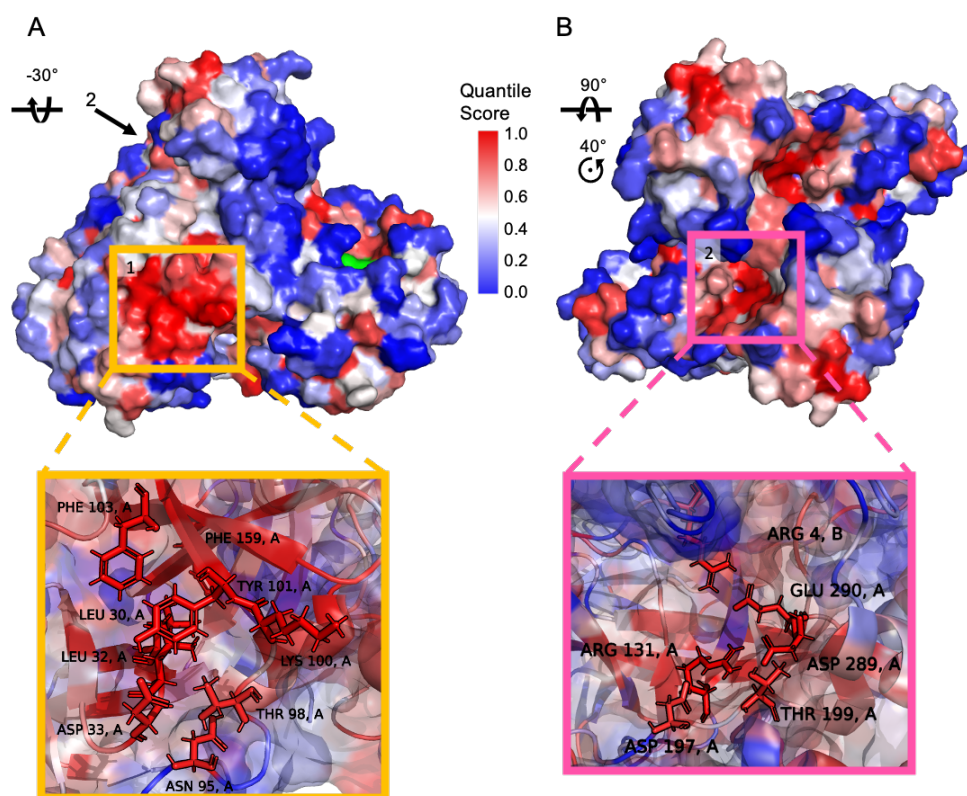 A
B
-30°
2
Quantile
Score
1.0
0.8
0.6
0.4
0.2
0.0
90°
40°
1
2
PHE 103, A
PHE 159, A
TYR 101, A
LEU 30, A
LEU 32, A
LYS 100, A
THR 98, A
ASP 33, A
ASN 95, A
ARG 4, B
GLU 290, A
ARG 131, A
ASP 289, A
THR 199, A
ASP 197, A